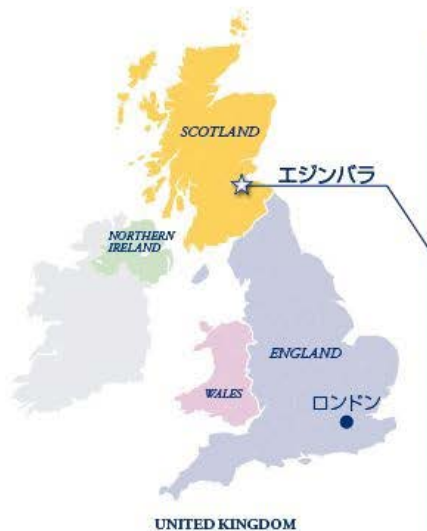 SCOTLAND
エジンバラ
NORTHERN
IRELAND
ENGLAND
WALES
ロンドン
UNITED KINGDOM